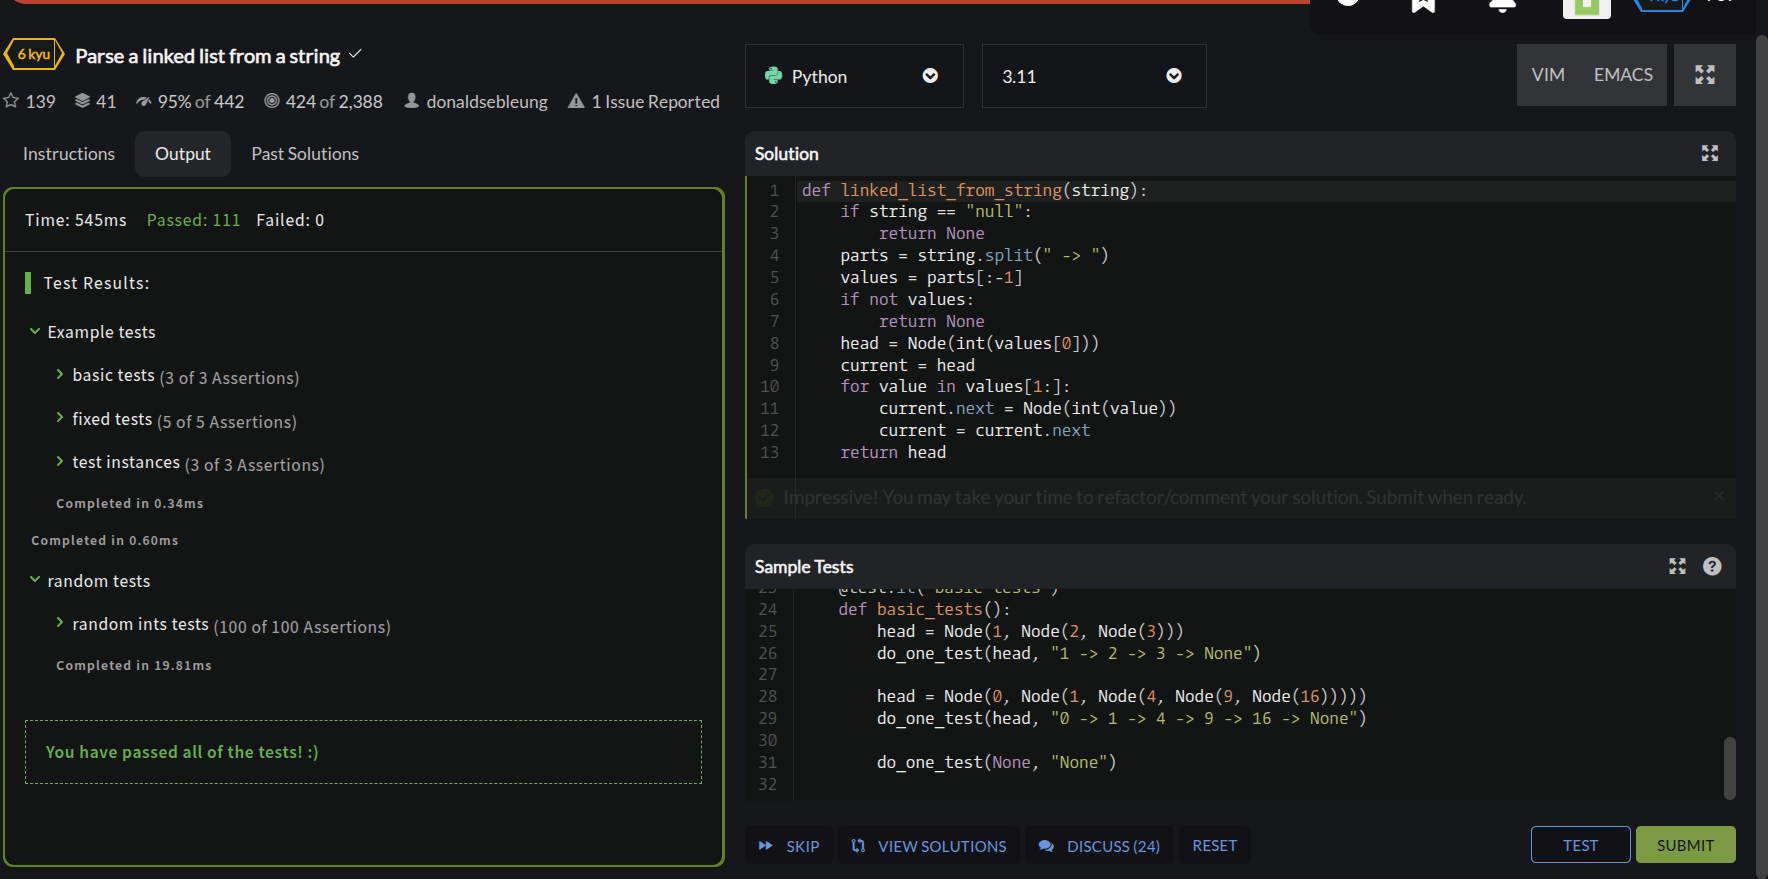 6 kyu
Parse a linked list from a string
139 41 95% of 442 424 of 2,388 donaldsebleung 1 Issue Reported
Instructions Output Past Solutions
Time: 545ms Passed: 111 Failed: 0
Test Results:
Example tests
basic tests (3 of 3 Assertions)
fixed tests (5 of 5 Assertions)
test instances (3 of 3 Assertions)
Completed in 0.34ms
Completed in 0.60ms
random tests
random ints tests (100 of 100 Assertions)
Completed in 19.81ms
You have passed all of the tests! :)
Python 3.11 VIM EMACS
Solution
1 def linked_list_from_string(string):
2     if string == "null":
3         return None
4     parts = string.split(" -> ")
5     values = parts[:-1]
6     if not values:
7         return None
8     head = Node(int(values[0]))
9     current = head
10     for value in values[1:]:
11         current.next = Node(int(value))
12         current = current.next
13     return head
Impressive! You may take your time to refactor/comment your solution. Submit when ready.
Sample Tests
24     def basic_tests():
25         head = Node(1, Node(2, Node(3)))
26         do_one_test(head, "1 -> 2 -> 3 -> None")
27
28         head = Node(0, Node(1, Node(4, Node(9, Node(16)))))
29         do_one_test(head, "0 -> 1 -> 4 -> 9 -> 16 -> None")
30
31         do_one_test(None, "None")
32
SKIP VIEW SOLUTIONS DISCUSS (24) RESET TEST SUBMIT